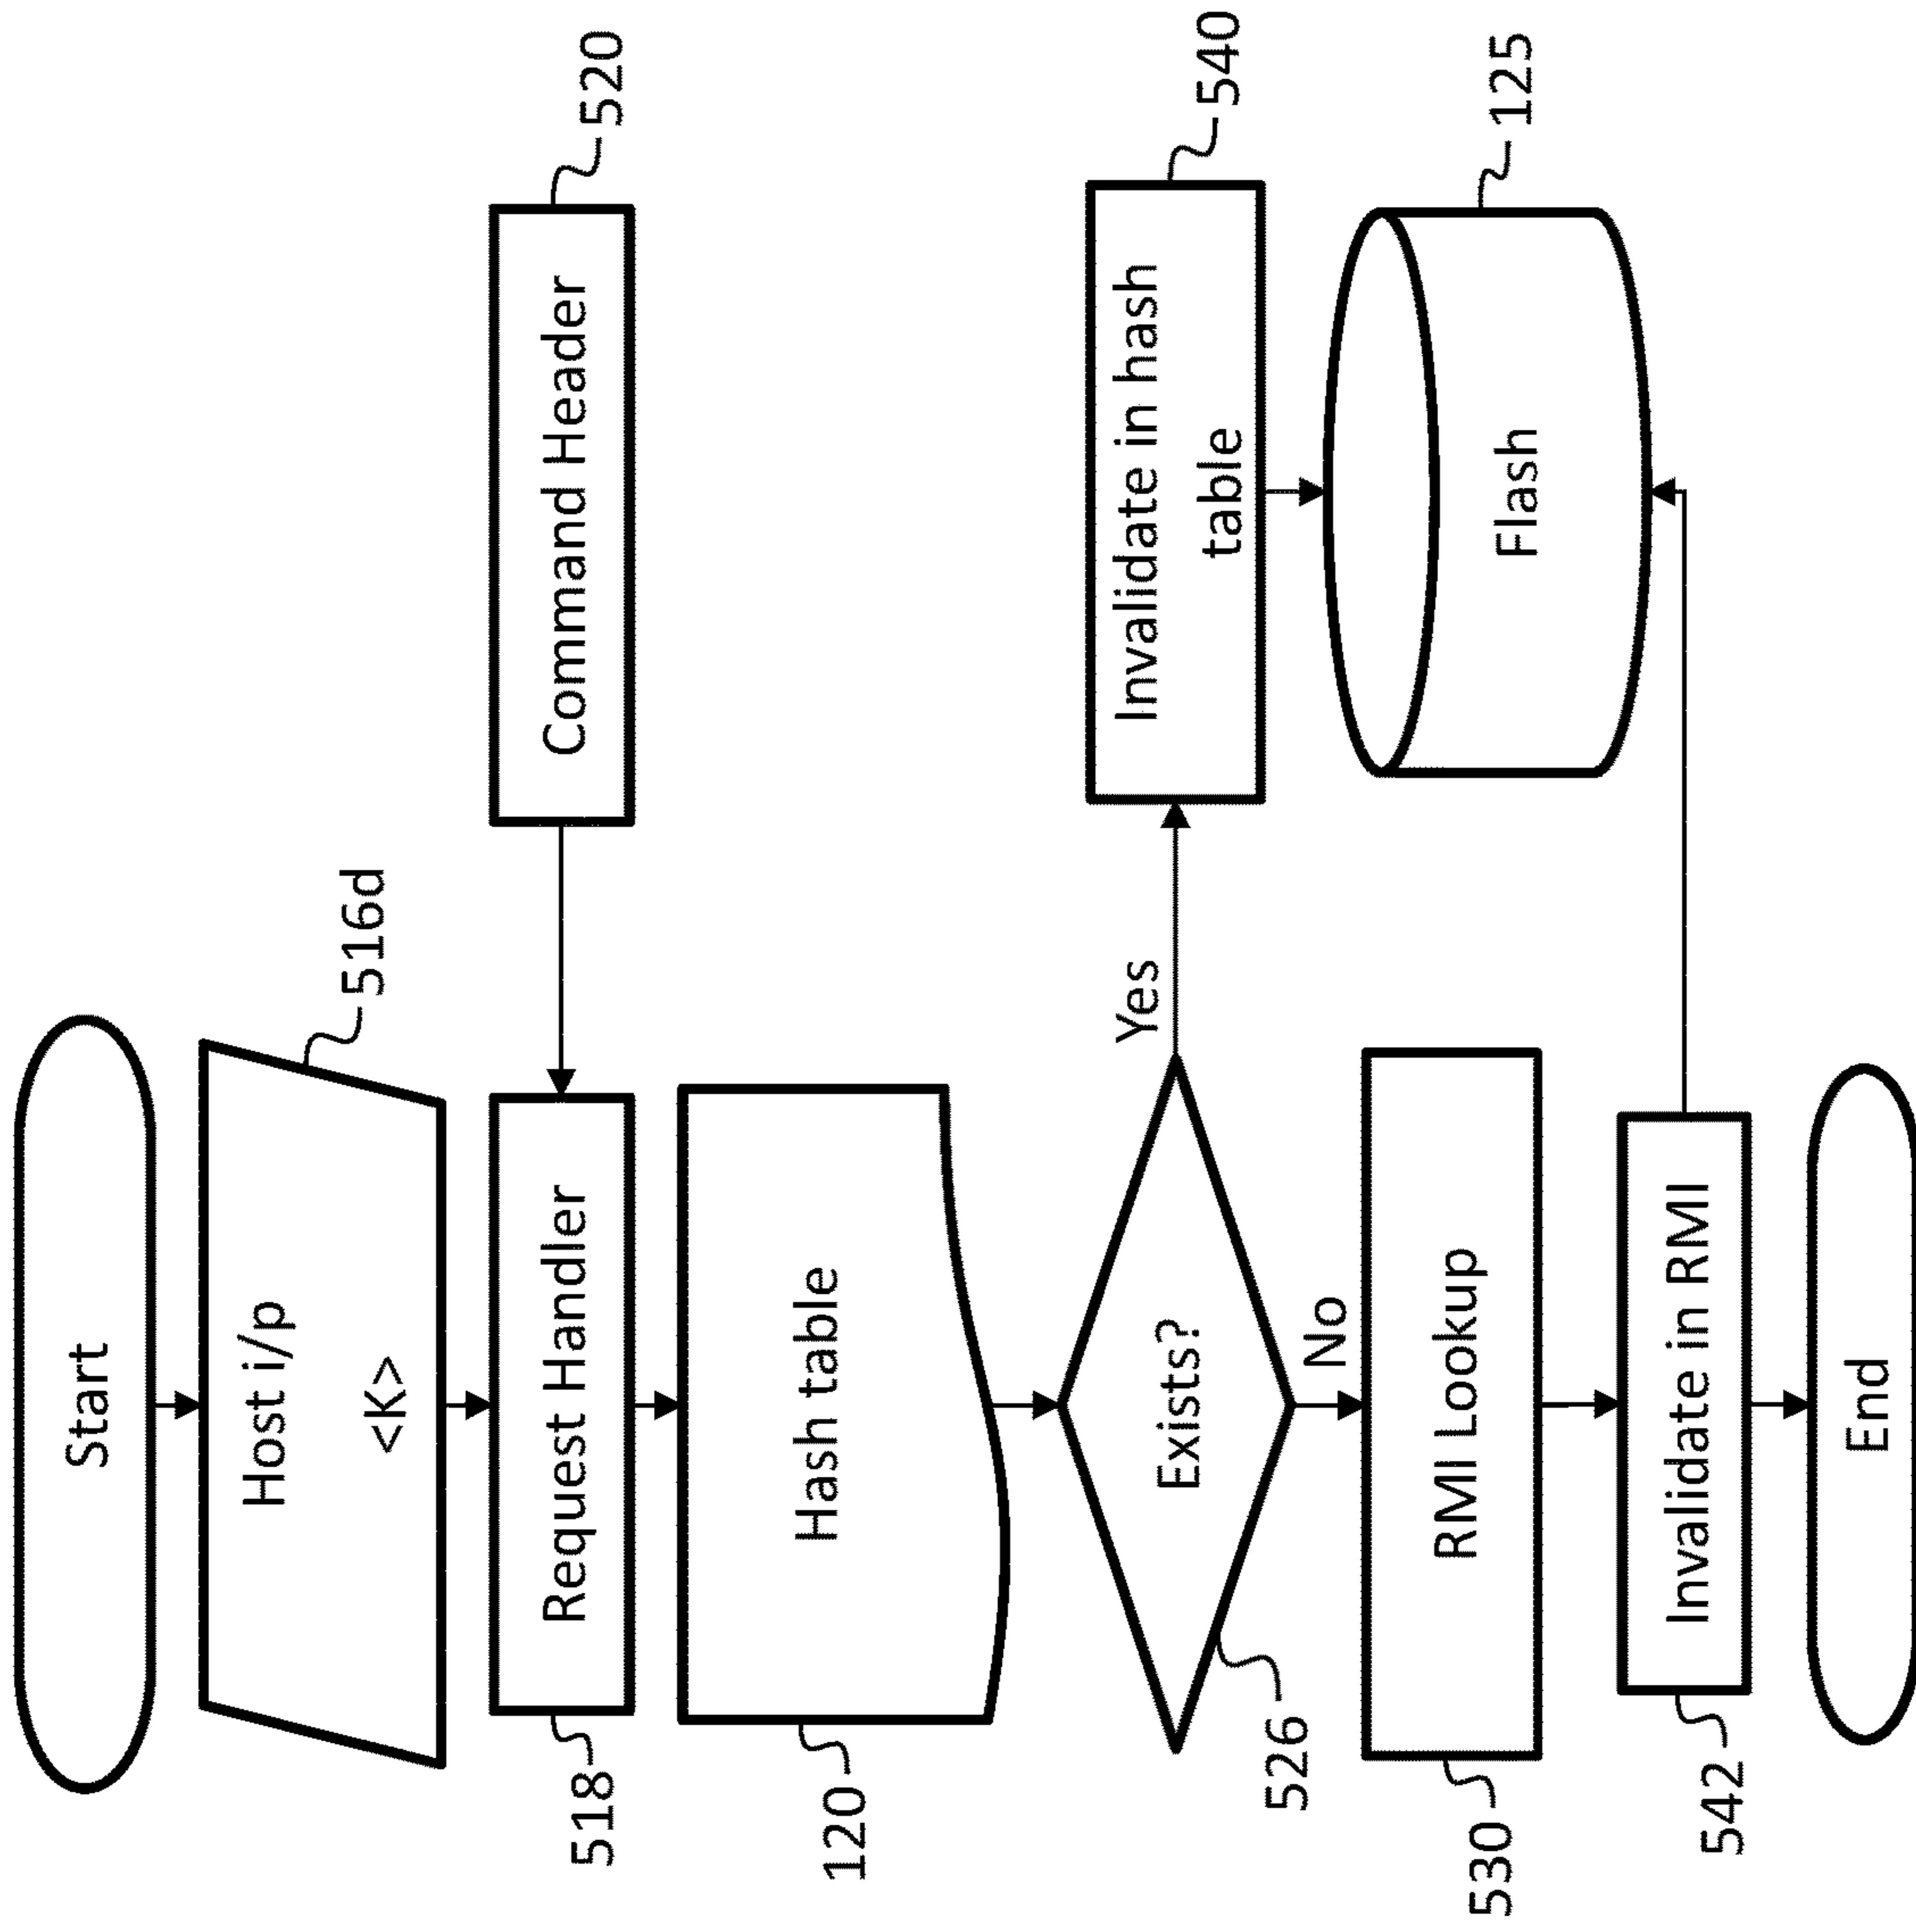 Start
Host i/p
<K>
516d
Request Handler
518
Command Header
520
Hash table
120
Exists?
526
Yes
No
Invalidate in hash
table
540
Flash
125
RMI Lookup
530
Invalidate in RMI
542
End